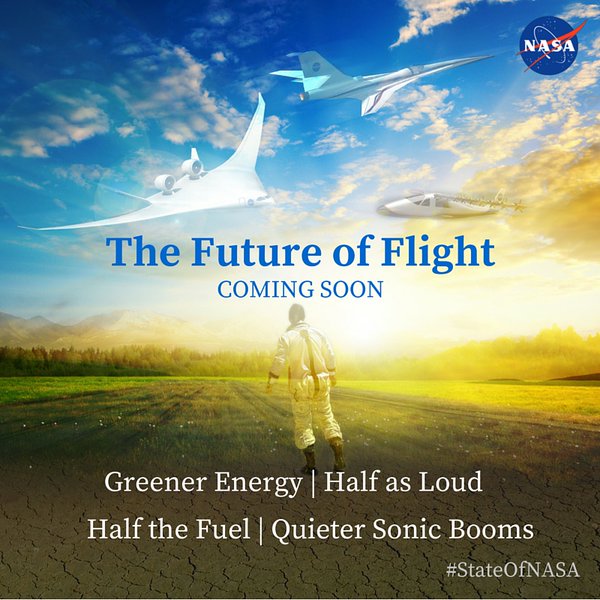 NASA
The Future of Flight
COMING SOON
Greener Energy | Half as Loud
Half the Fuel | Quieter Sonic Booms
#StateOfNASA